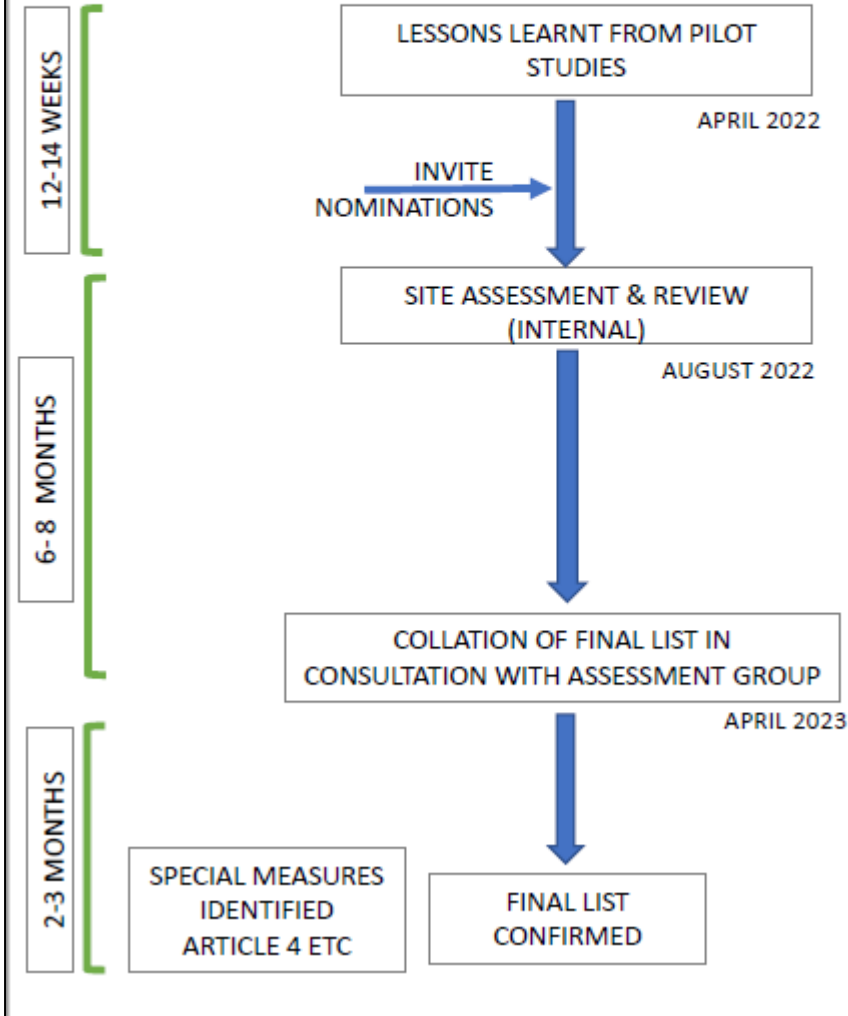 12-14 WEEKS
LESSONS LEARNT FROM PILOT
STUDIES
APRIL 2022
INVITE
NOMINATIONS
SITE ASSESSMENT & REVIEW
(INTERNAL)
AUGUST 2022
6- 8 MONTHS
COLLATION OF FINAL LIST IN
CONSULTATION WITH ASSESSMENT GROUP
APRIL 2023
2-3 MONTHS
SPECIAL MEASURES
IDENTIFIED
ARTICLE 4 ETC
FINAL LIST
CONFIRMED